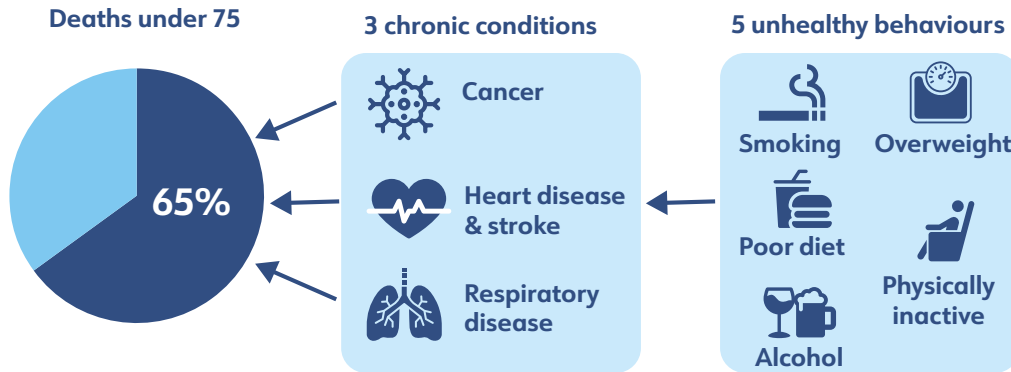 Deaths under 75
65%
3 chronic conditions
Cancer
Heart disease
& stroke
Respiratory
disease
5 unhealthy behaviours
Smoking
Overweight
Poor diet
Physically
inactive
Alcohol